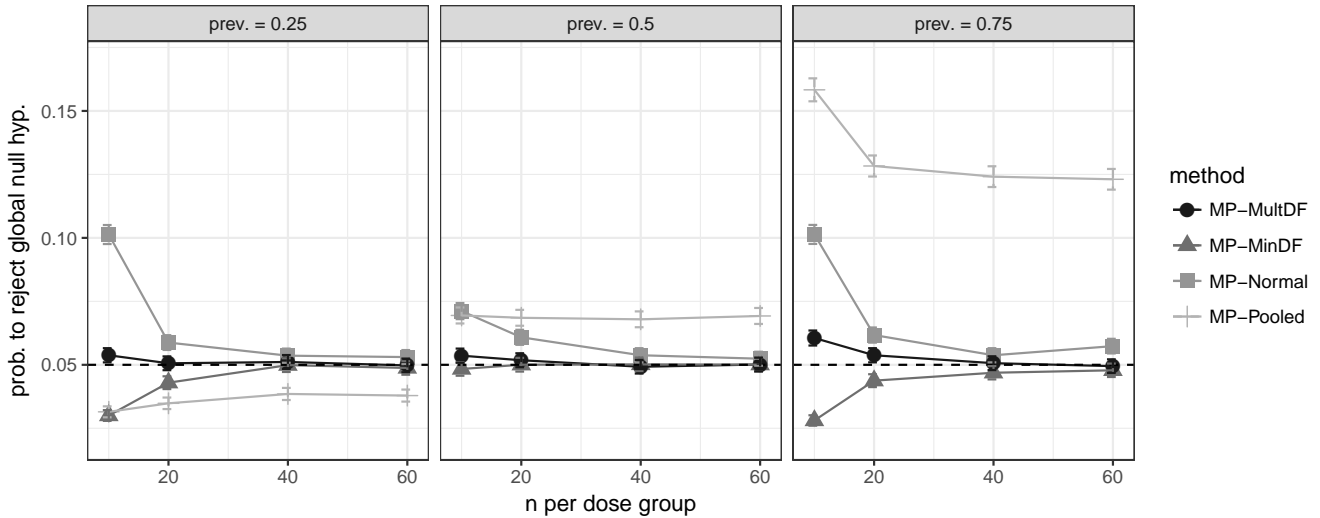 prev. = 0.25
prev. = 0.5
prev. = 0.75
prob. to reject global null hyp.
0.15
0.10
0.05
20
40
60
20
40
60
20
40
60
n per dose group
method
MP−MultDF
MP−MinDF
MP−Normal
MP−Pooled